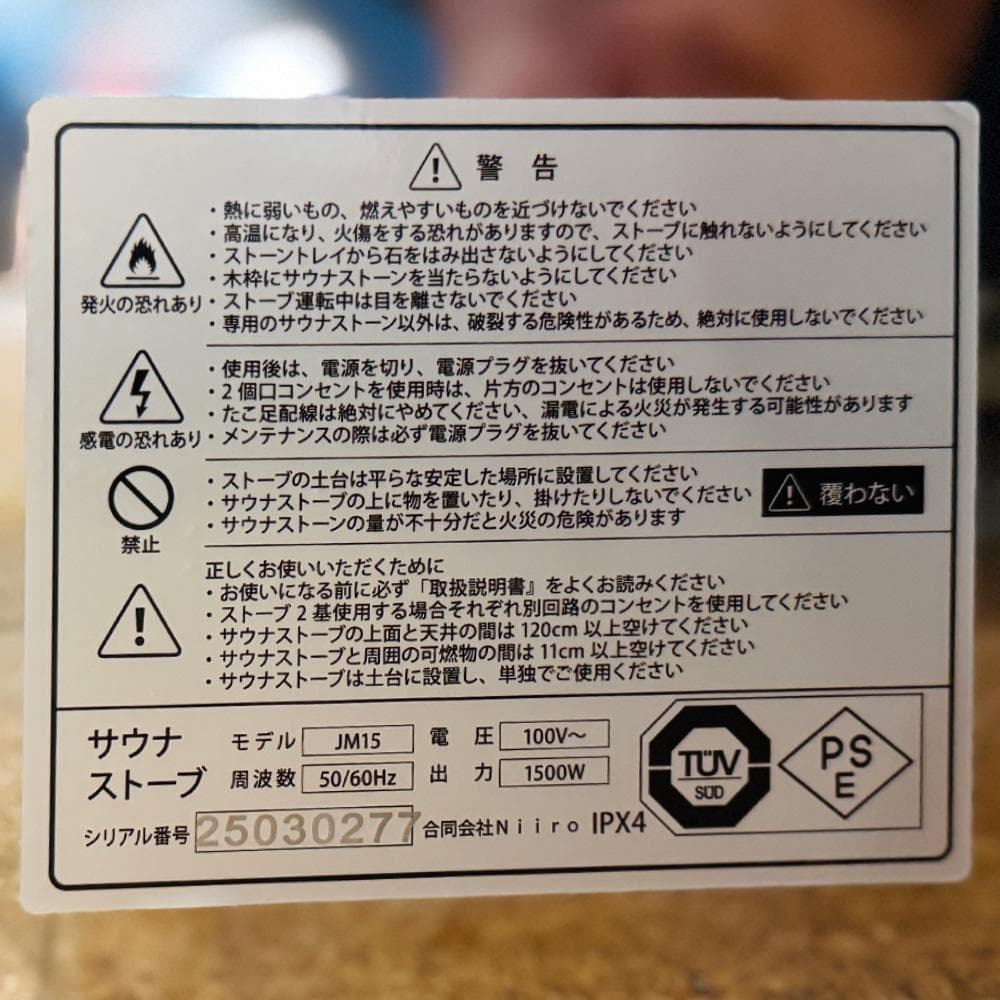 警告
・熱に弱いもの、燃えやすいものを近づけないでください
・高温になり、火傷をする恐れがありますので、ストーブに触れないようにしてください
・ストーントレイから石をはみ出さないようにしてください
・木枠にサウナストーンを当たらないようにしてください
発火の恐れあり・ストーブ運転中は目を離さないでください
・専用のサウナストーン以外は、破裂する危険性があるため、絶対に使用しないでください
・使用後は、電源を切り、電源プラグを抜いてください
・2個口コンセントを使用時は、片方のコンセントは使用しないでください
・たこ足配線は絶対にやめてください、漏電による火災が発生する可能性があります
感電の恐れあり・メンテナンスの際は必ず電源プラグを抜いてください
・ストーブの土台は平らな安定した場所に設置してください
・サウナストーブの上に物を置いたり、掛けたりしないでください
覆わない
・サウナストーンの量が不十分だと火災の危険があります
禁止
正しくお使いいただくために
・お使いになる前に必ず「取扱説明書』をよくお読みください
・ストーブ2基使用する場合それぞれ別回路のコンセントを使用してください
・サウナストーブの上面と天井の間は120cm以上空けてください
・サウナストーブと周囲の可燃物の間は11cm以上空けてください
・サウナストーブは土台に設置し、単独でご使用ください
サウナ
ストーブ
モデル JM15 電圧 100V～
周波数 50/60Hz 出力 1500W
シリアル番号 25030277 合同会社Niiro IPX4
TÜV
SÜD
PS
E